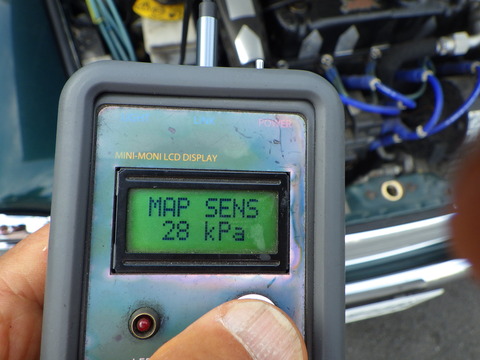 POWER
MINI-MONI LCD DISPLAY
MAP SENS
28 kPa